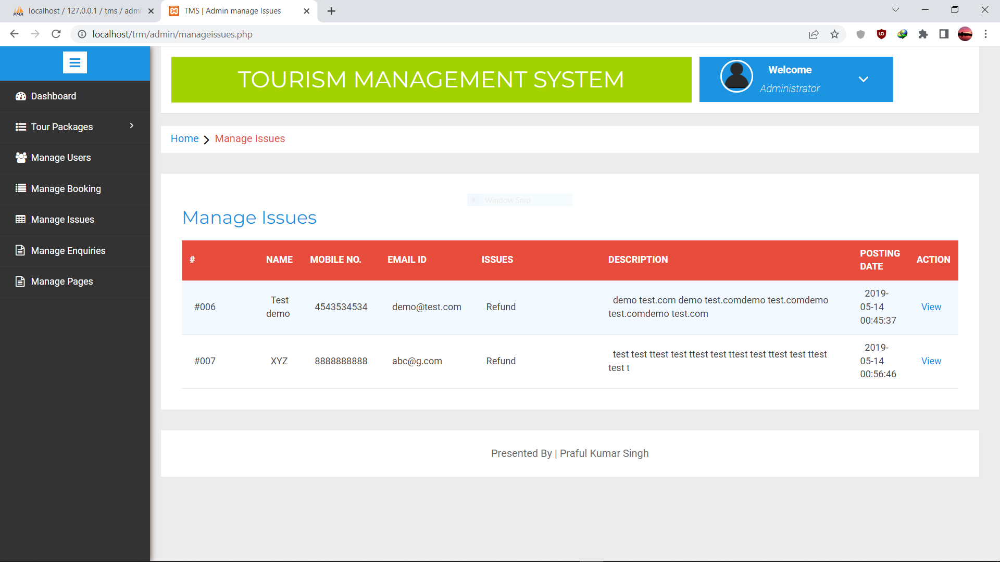 localhost / 127.0.0.1 / tms / admi
TMS | Admin manage Issues
localhost/trm/admin/manageissues.php
TOURISM MANAGEMENT SYSTEM
Welcome
Administrator
Dashboard
Tour Packages
Manage Users
Manage Booking
Manage Issues
Manage Enquiries
Manage Pages
Home > Manage Issues
Window Snip
Manage Issues
# NAME MOBILE NO. EMAIL ID ISSUES DESCRIPTION POSTING DATE ACTION
#006 Test demo 4543534534 demo@test.com Refund demo test.com demo test.comdemo test.comdemo test.comdemo test.com 2019-05-14 00:45:37 View
#007 XYZ 8888888888 abc@g.com Refund test test ttest test ttest test ttest test ttest test ttest test t 2019-05-14 00:56:46 View
Presented By | Praful Kumar Singh